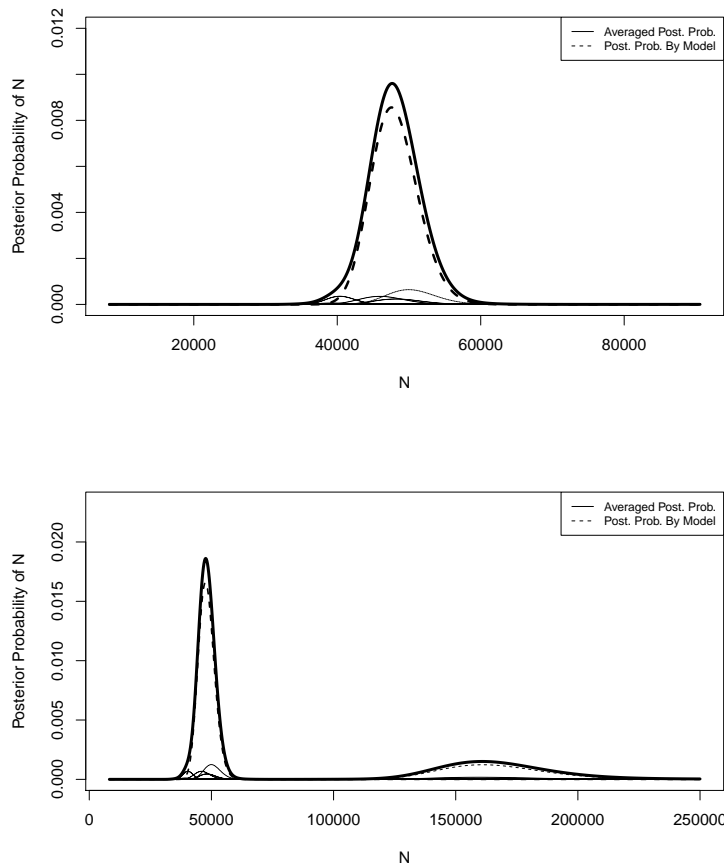 Posterior Probability of N
0.012
0.008
0.004
0.000
Averaged Post. Prob.
Post. Prob. By Model
20000 40000 60000 80000
N
Posterior Probability of N
0.020
0.015
0.010
0.005
0.000
Averaged Post. Prob.
Post. Prob. By Model
0 50000 100000 150000 200000 250000
N